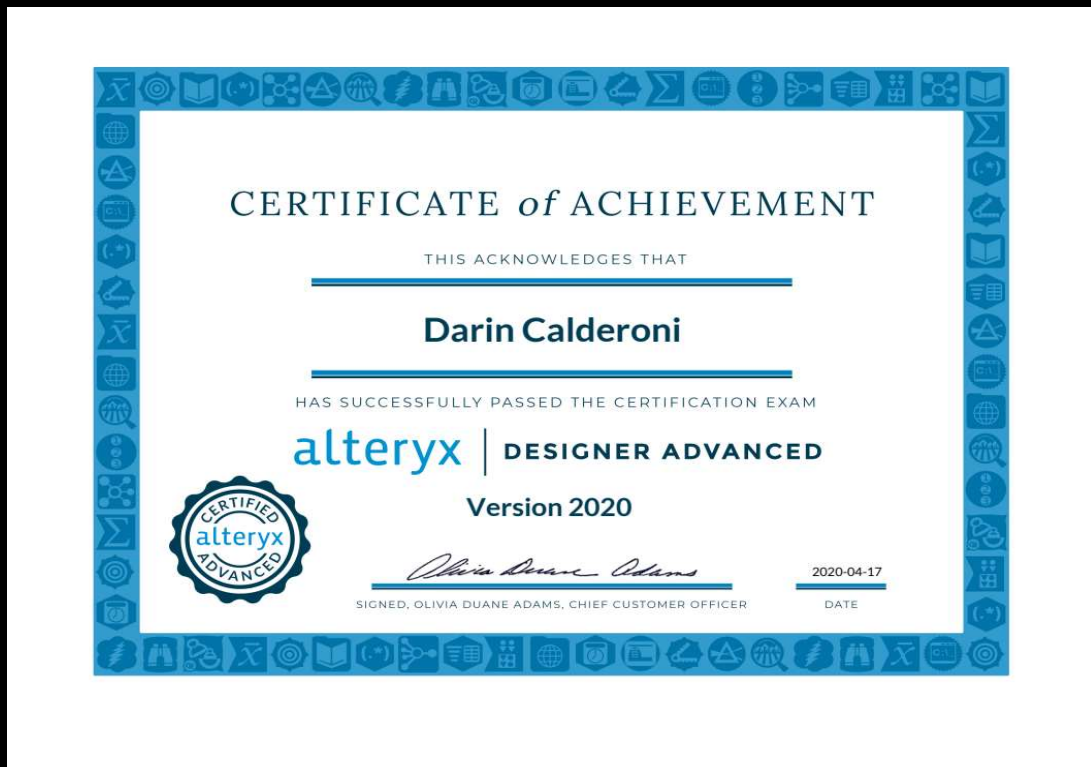 CERTIFICATE of ACHIEVEMENT
THIS ACKNOWLEDGES THAT
Darin Calderoni
HAS SUCCESSFULLY PASSED THE CERTIFICATION EXAM
alteryx | DESIGNER ADVANCED
Version 2020
CERTIFIED
alteryx
ADVANCED
Olivia Duane Adams
2020-04-17
SIGNED, OLIVIA DUANE ADAMS, CHIEF CUSTOMER OFFICER
DATE